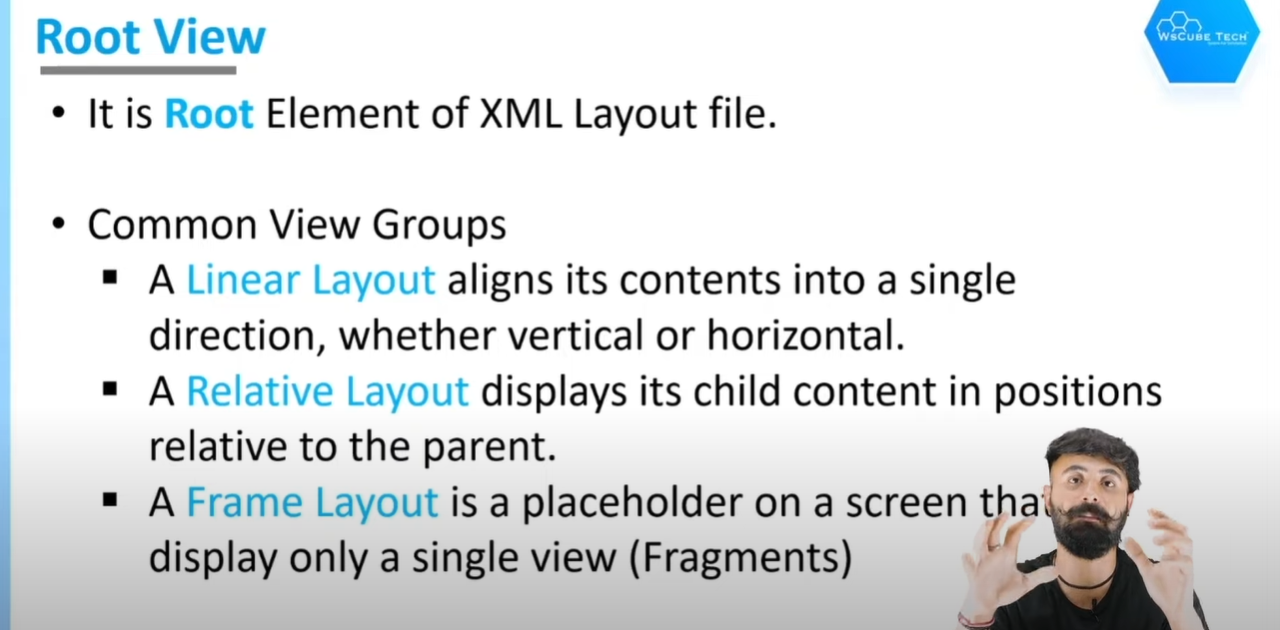 Root View
WsCube Tech
• It is Root Element of XML Layout file.
• Common View Groups
▪ A Linear Layout aligns its contents into a single
direction, whether vertical or horizontal.
▪ A Relative Layout displays its child content in positions
relative to the parent.
▪ A Frame Layout is a placeholder on a screen
display only a single view (Fragments)